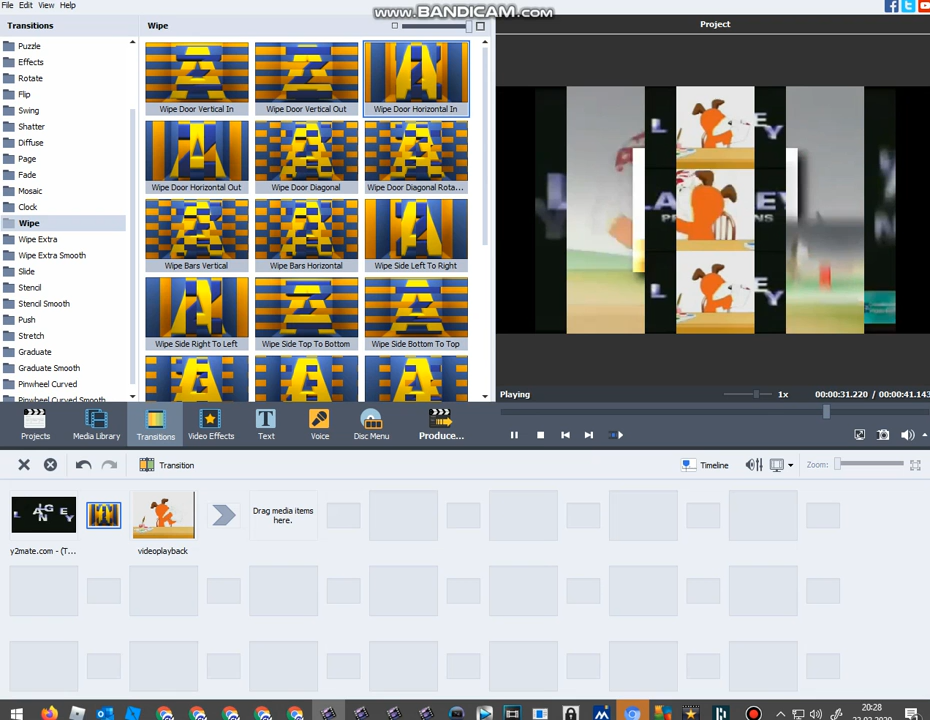 www.BANDICAM.com
File Edit View Help
Transitions
Wipe
Project
Puzzle
Effects
Rotate
Flip
Swing
Shatter
Diffuse
Page
Fade
Mosaic
Clock
Wipe
Wipe Extra
Wipe Extra Smooth
Slide
Stencil
Stencil Smooth
Push
Stretch
Graduate
Graduate Smooth
Pinwheel Curved
Pinwheel Curved Smooth
Wipe Door Vertical In
Wipe Door Vertical Out
Wipe Door Horizontal In
Wipe Door Horizontal Out
Wipe Door Diagonal
Wipe Door Diagonal Rota...
Wipe Bars Vertical
Wipe Bars Horizontal
Wipe Side Left To Right
Wipe Side Right To Left
Wipe Side Top To Bottom
Wipe Side Bottom To Top
Playing
1x
00:00:31.220 / 00:00:41.143
Projects
Media Library
Transitions
Video Effects
Text
Voice
Disc Menu
Produce...
Transition
Timeline
Zoom:
Drag media items here.
y2mate.com - (T...
videoplayback
20:28